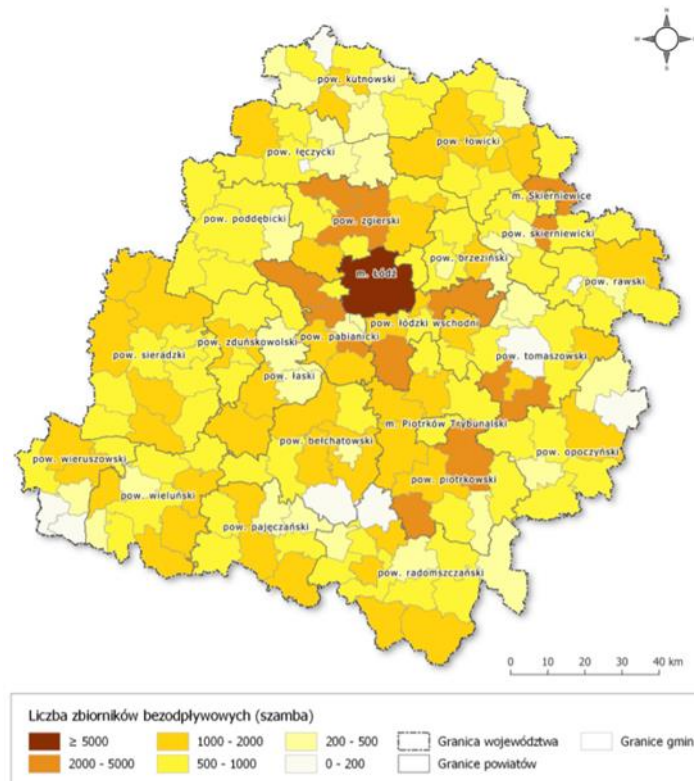 N
W
S
pow. kutnowski
pow. łęczycki
pow. łowicki
m. Skierniewice
pow. poddębicki
pow. zgierski
pow. skierniewicki
pow. brzeziński
m. Łódź
pow. rawski
pow. łódzki wschodni
pow. sieradzki
pow. zduńskowolski
pow. pabianicki
pow. tomaszowski
pow. łaski
m. Piotrków Trybunalski
pow. bełchatowski
pow. wieruszowski
pow. opoczyński
pow. piotrkowski
pow. wieluński
pow. pajęczański
pow. radomszczański
0 10 20 30 40 km
Liczba zbiorników bezodpływowych (szamba)
≥ 5000 1000 - 2000 200 - 500 Granica województwa Granice gmin
2000 - 5000 500 - 1000 0 - 200 Granice powiatów